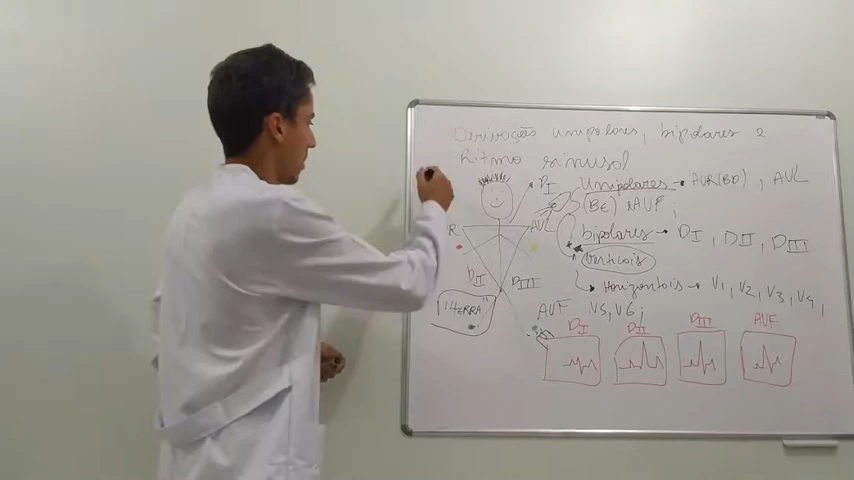 Derivações unipolares, bipolares e
Ritmo sinusal
DI
Unipolares → AVR(BD), AVL
(BE) AVF,
R
AVL
bipolares → DI, DII, DIII
Verticais
DII
DIII
Horizontais → V1, V2, V3, V4,
V5, V6;
"TERRA"
AVF
DI
DII
DIII
AVF